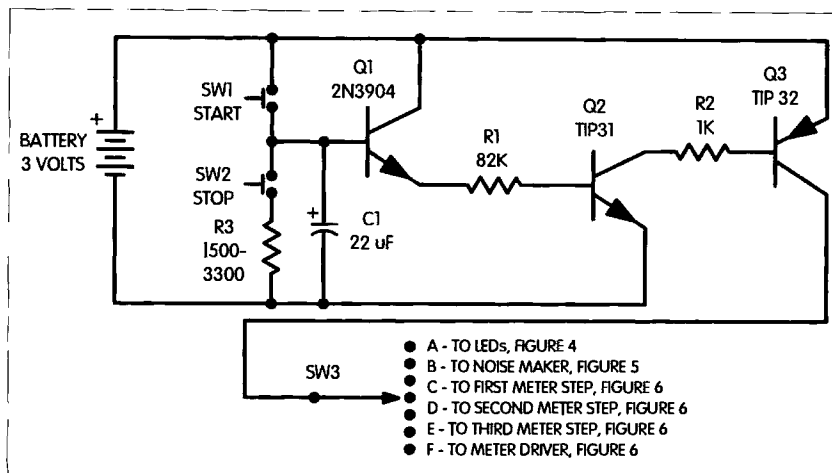 Q1
2N3904
SW1
START
Q3
TIP 32
Q2
TIP31
R2
1K
+
BATTERY
3 VOLTS
R1
82K
SW2
STOP
+
C1
22 uF
R3
1500-
3300
SW3
A - TO LEDs, FIGURE 4
B - TO NOISE MAKER, FIGURE 5
C - TO FIRST METER STEP, FIGURE 6
D - TO SECOND METER STEP, FIGURE 6
E - TO THIRD METER STEP, FIGURE 6
F - TO METER DRIVER, FIGURE 6